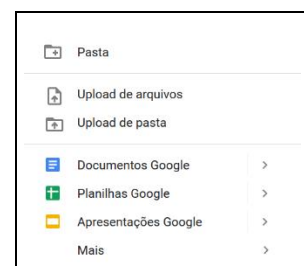 Pasta
Upload de arquivos
Upload de pasta
Documentos Google
Planilhas Google
Apresentações Google
Mais